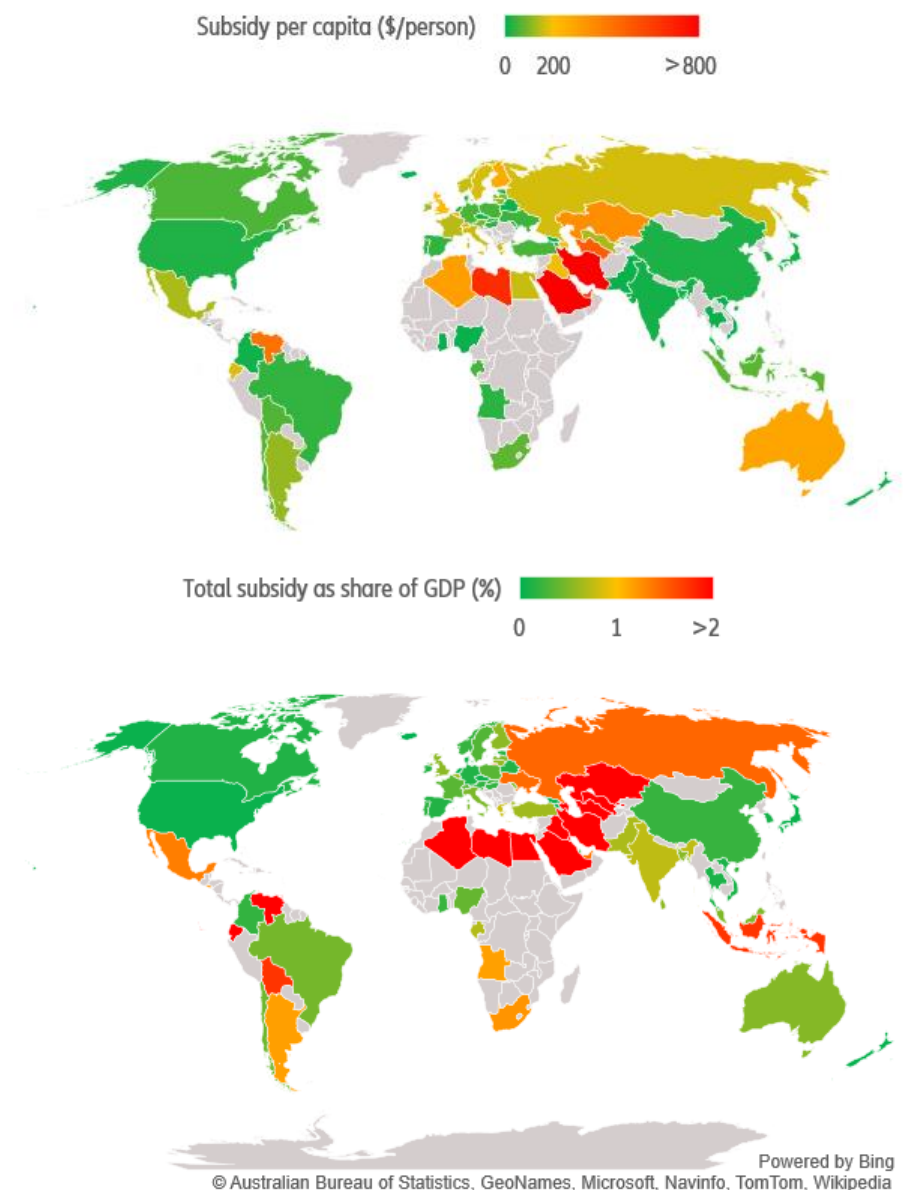 Subsidy per capita ($/person)
0 200 >800
Total subsidy as share of GDP (%)
0 1 >2
Powered by Bing
© Australian Bureau of Statistics, GeoNames, Microsoft, Navinfo, TomTom, Wikipedia